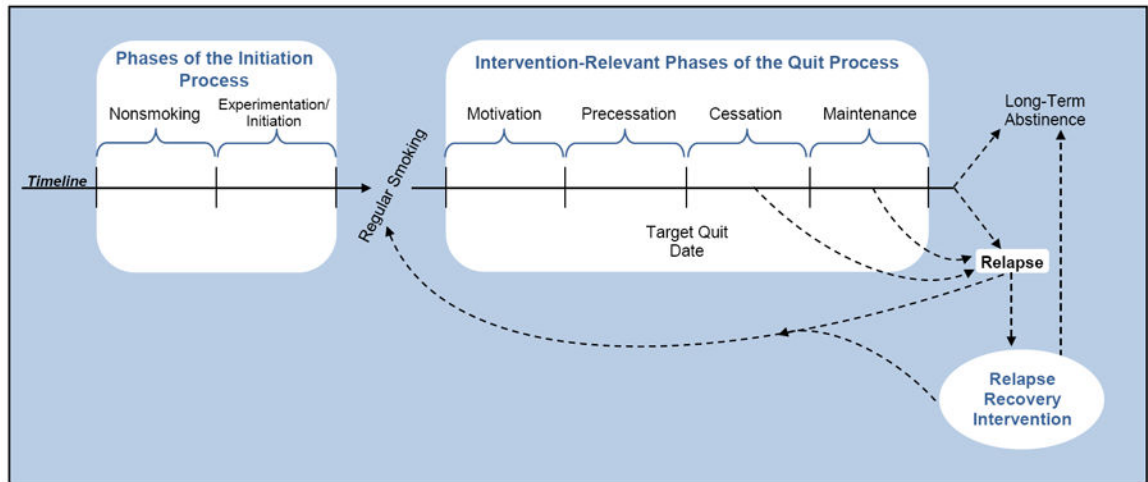 Phases of the Initiation
Process
Nonsmoking
Experimentation/
Initiation
Timeline
Regular Smoking
Intervention-Relevant Phases of the Quit Process
Motivation
Precessation
Cessation
Maintenance
Target Quit
Date
Long-Term
Abstinence
Relapse
Relapse
Recovery
Intervention